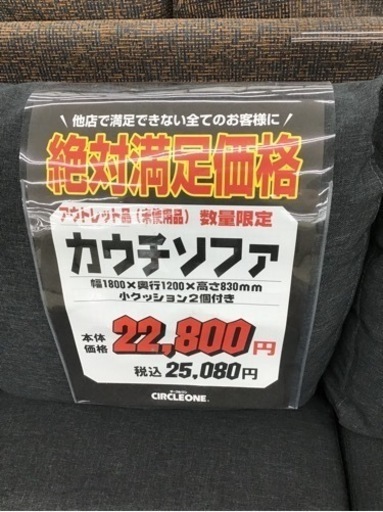 他店で満足できない全てのお客様に
絶対満足価格
アウトレット品(未使用品) 数量限定
カウチソファ
幅1800×奥行1200×高さ830mm
小クッション2個付き
本体価格 22,800円
税込25,080円
CIRCLEONE